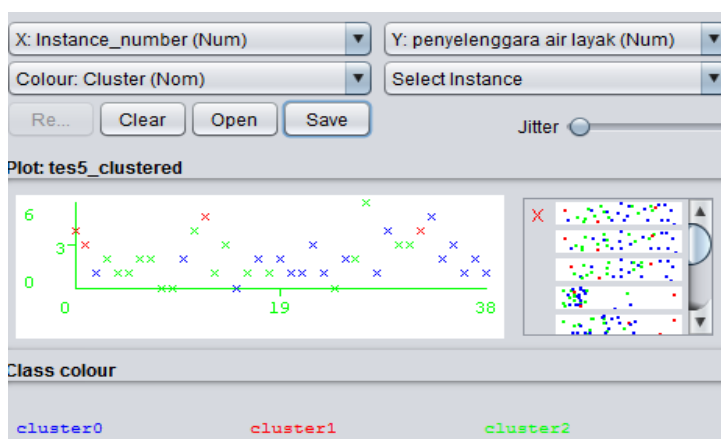 X: Instance_number (Num) Y: penyelenggara air layak (Num)
Colour: Cluster (Nom) Select Instance
Re... Clear Open Save Jitter
Plot: tes5_clustered
6
3
0
0 19 38
X
Class colour
cluster0 cluster1 cluster2